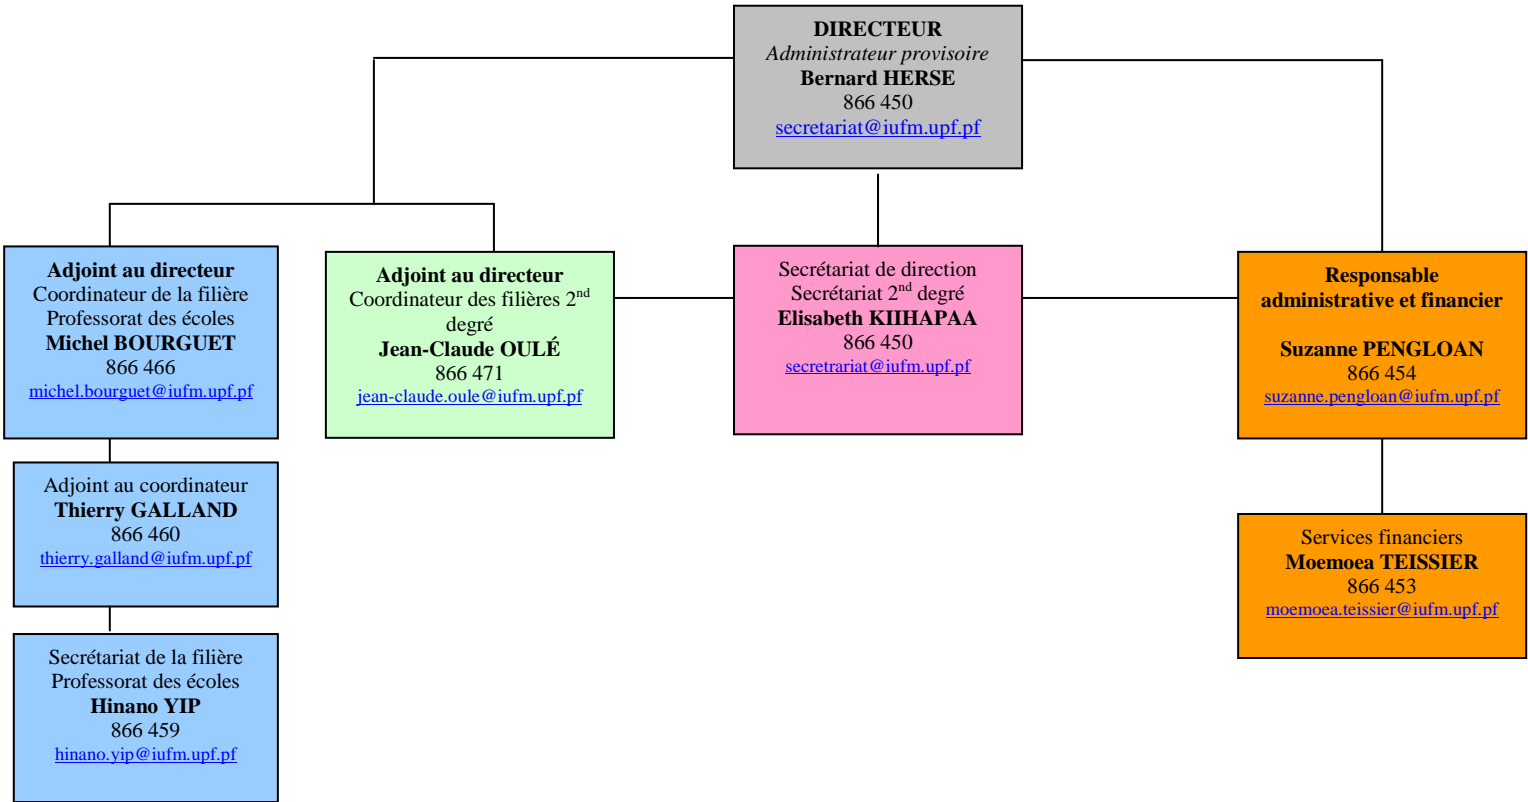 DIRECTEUR
Administrateur provisoire
Bernard HERSE
866 450
secretariat@iufm.upf.pf
Adjoint au directeur
Coordinateur de la filière
Professorat des écoles
Michel BOURGUET
866 466
michel.bourguet@iufm.upf.pf
Adjoint au directeur
Coordinateur des filières 2nd
degré
Jean-Claude OULÉ
866 471
jean-claude.oule@iufm.upf.pf
Secrétariat de direction
Secrétariat 2nd degré
Elisabeth KIIHAPAA
866 450
secretrariat@iufm.upf.pf
Responsable
administrative et financier
Suzanne PENGLOAN
866 454
suzanne.pengloan@iufm.upf.pf
Adjoint au coordinateur
Thierry GALLAND
866 460
thierry.galland@iufm.upf.pf
Services financiers
Moemoea TEISSIER
866 453
moemoea.teissier@iufm.upf.pf
Secrétariat de la filière
Professorat des écoles
Hinano YIP
866 459
hinano.yip@iufm.upf.pf